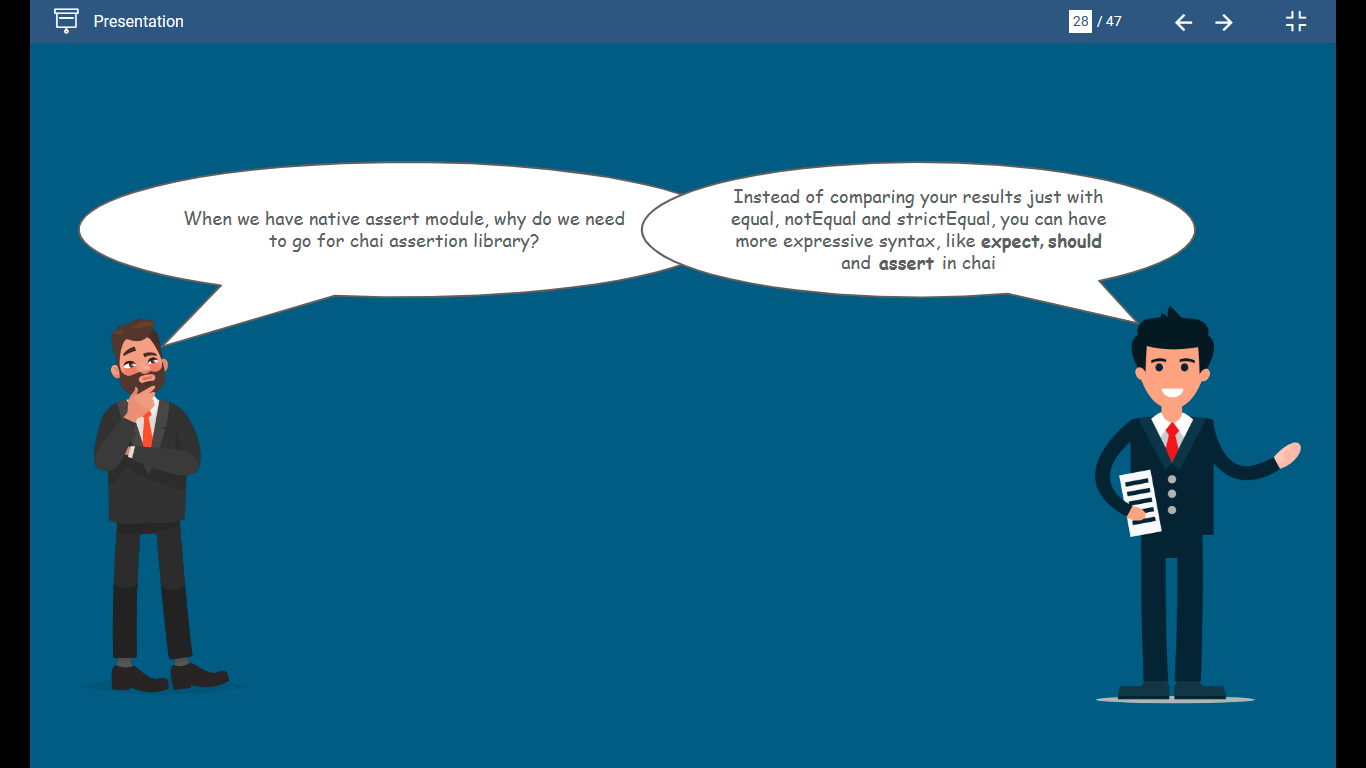 Presentation
28 / 47
When we have native assert module, why do we need
to go for chai assertion library?
Instead of comparing your results just with
equal, notEqual and strictEqual, you can have
more expressive syntax, like expect, should
and assert in chai